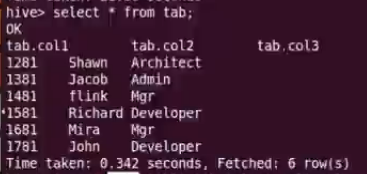 hive> select * from tab;
OK
tab.col1 tab.col2 tab.col3
1281 Shawn Architect
1381 Jacob Admin
1481 flink Mgr
1581 Richard Developer
1681 Mira Mgr
1781 John Developer
Time taken: 0.342 seconds, Fetched: 6 row(s)